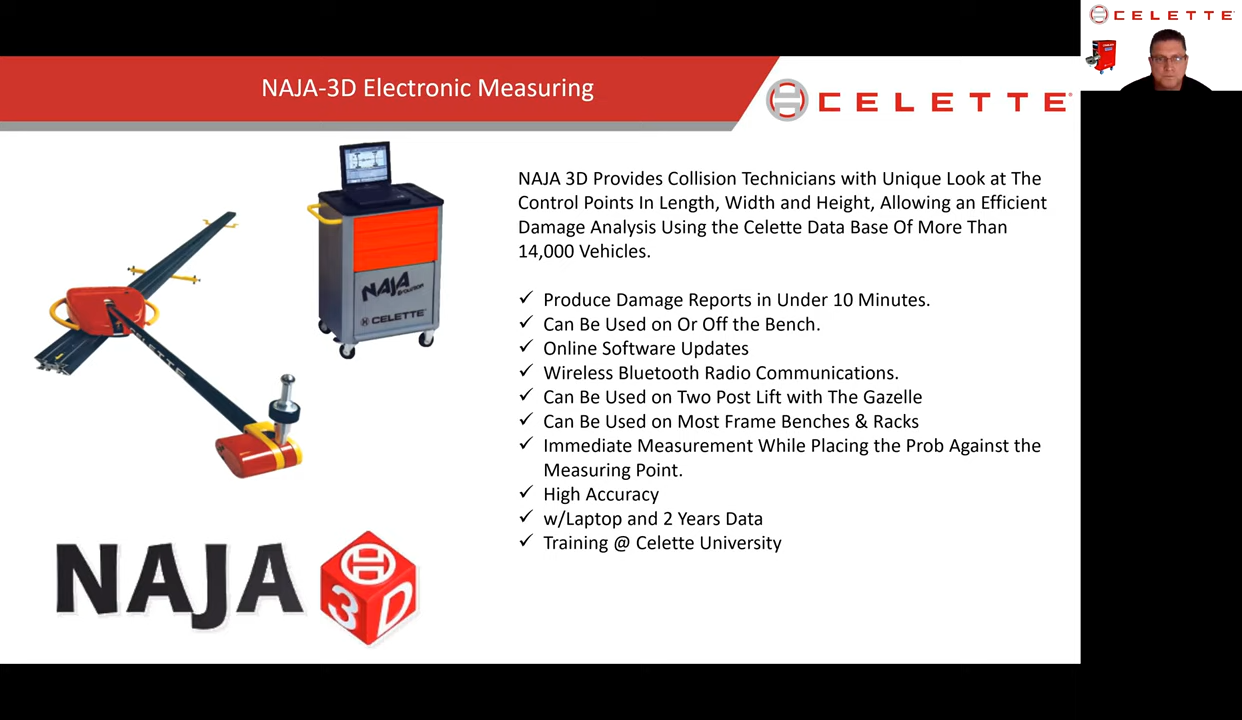 CELETTE
NAJA-3D Electronic Measuring
CELETTE
NAJA 3D Provides Collision Technicians with Unique Look at The
Control Points In Length, Width and Height, Allowing an Efficient
Damage Analysis Using the Celette Data Base Of More Than
14,000 Vehicles.
✓ Produce Damage Reports in Under 10 Minutes.
✓ Can Be Used on Or Off the Bench.
✓ Online Software Updates
✓ Wireless Bluetooth Radio Communications.
✓ Can Be Used on Two Post Lift with The Gazelle
✓ Can Be Used on Most Frame Benches & Racks
✓ Immediate Measurement While Placing the Prob Against the
Measuring Point.
✓ High Accuracy
✓ w/Laptop and 2 Years Data
✓ Training @ Celette University
NAJA
CELETTE
CELETTE
NAJA 3D